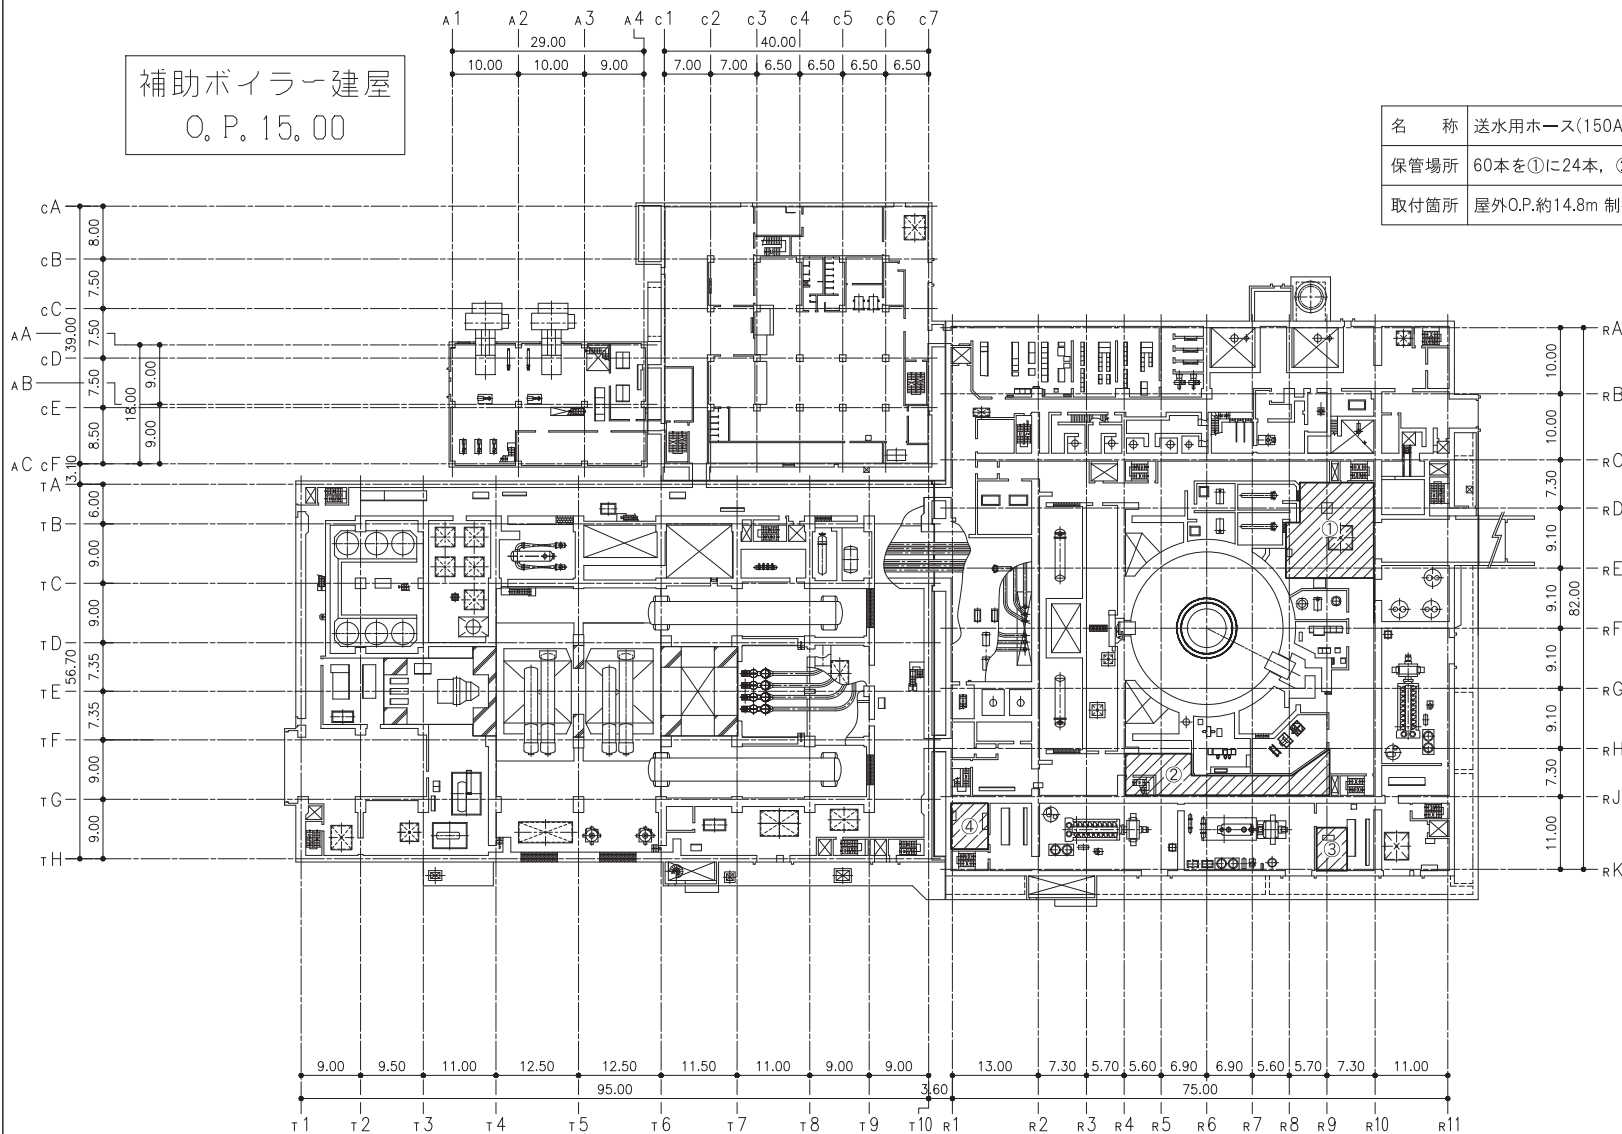 A1 A2 A3 A4 C1 C2 C3 C4 C5 C6 C7
29.00 40.00
10.00 10.00 9.00 7.00 7.00 6.50 6.50 6.50 6.50
補助ボイラー建屋
O.P.15.00
名 称 送水用ホース(150A
保管場所 60本を①に24本,
取付箇所 屋外O.P.約14.8m 制
CA
8.00
CB
7.50
CC
AA 39.00 7.50
CD
AB 7.50 9.00
CE 18.00
8.50 9.00
AC CF
3.10
TA
6.00
TB
9.00
TC
9.00
TD
56.70 7.35
TE
7.35
TF
9.00
TG
9.00
TH
RA
10.00
RB
10.00
RC
7.30
RD
9.10
RE
9.10 82.00
RF
9.10
RG
9.10
RH
7.30
RJ
11.00
RK
①
②
④
③
9.00 9.50 11.00 12.50 12.50 11.50 11.00 9.00 9.00 13.00 7.30 5.70 5.60 6.90 6.90 5.60 5.70 7.30 11.00
95.00 3.60 75.00
T1 T2 T3 T4 T5 T6 T7 T8 T9 T10 R1 R2 R3 R4 R5 R6 R7 R8 R9 R10 R11